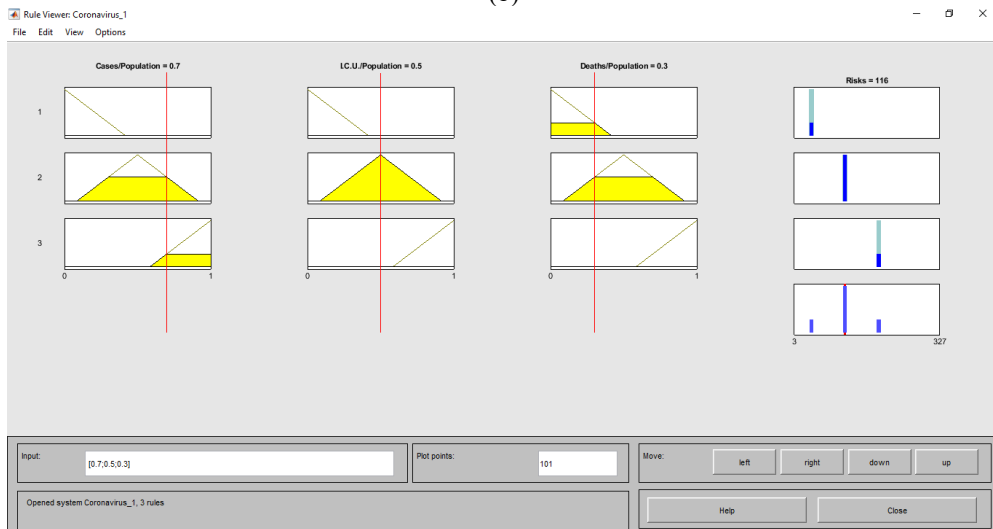 Rule Viewer: Coronavirus_1
File Edit View Options
Cases/Population = 0.7
I.C.U./Population = 0.5
Deaths/Population = 0.3
Risks = 116
1
2
3
0 1
0 1
0 1
3 327
Input:
[0.7;0.5;0.3]
Plot points:
101
Move:
left right down up
Opened system Coronavirus_1, 3 rules
Help Close